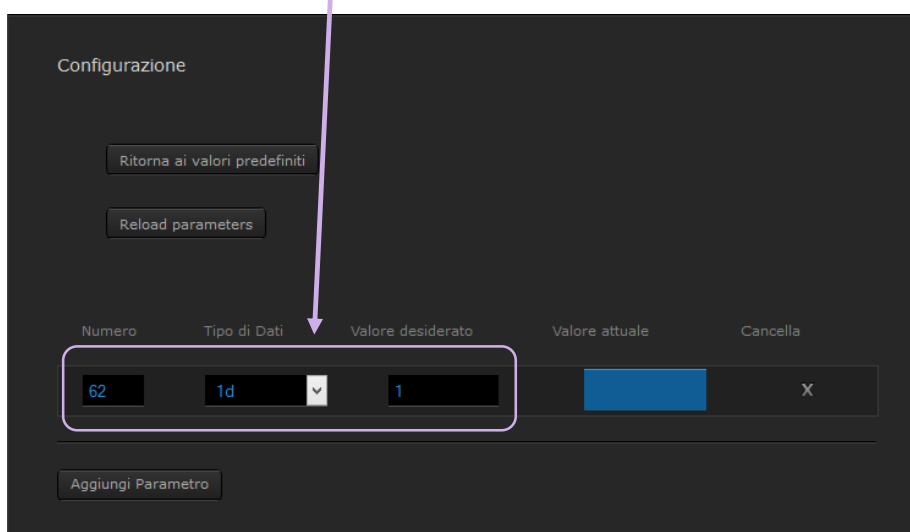 Configurazione
Ritorna ai valori predefiniti
Reload parameters
Numero Tipo di Dati Valore desiderato Valore attuale Cancella
62 1d 1 X
Aggiungi Parametro